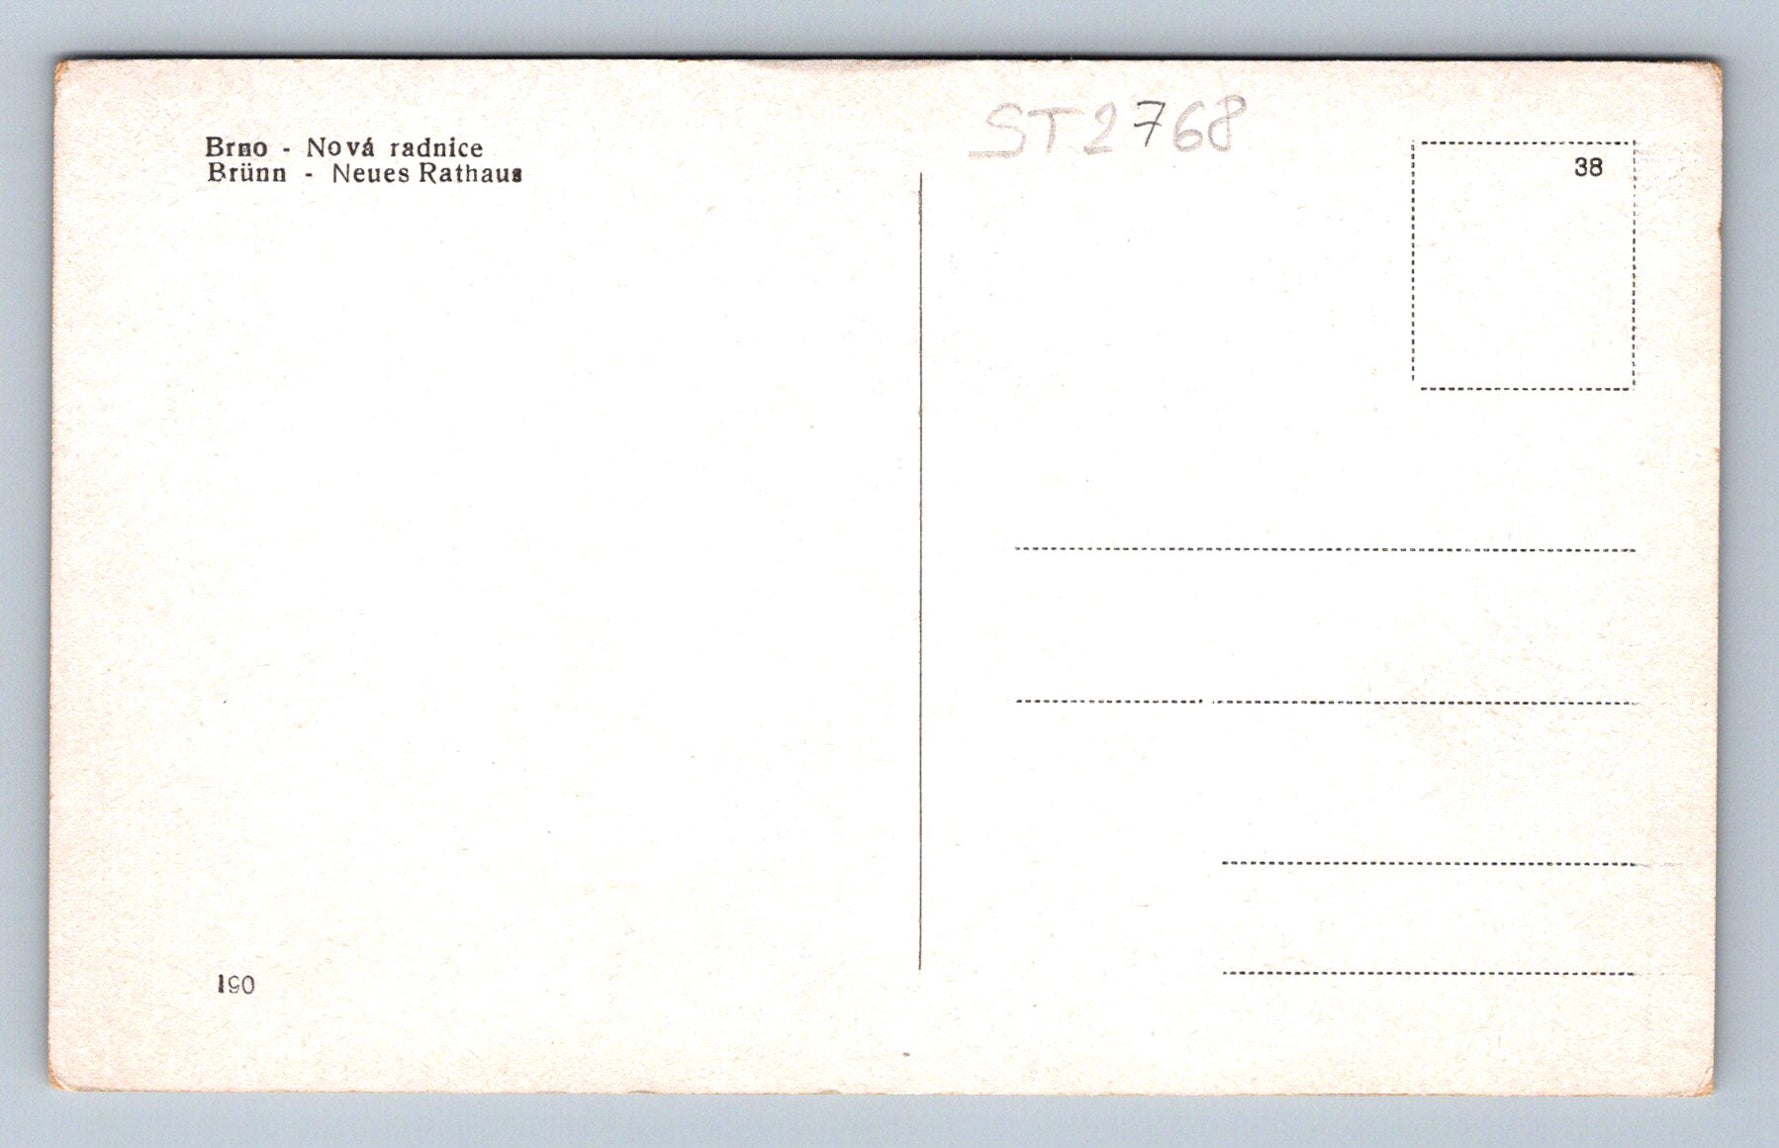 Brno - Nová radnice
Brünn - Neues Rathaus
ST2768
38
190